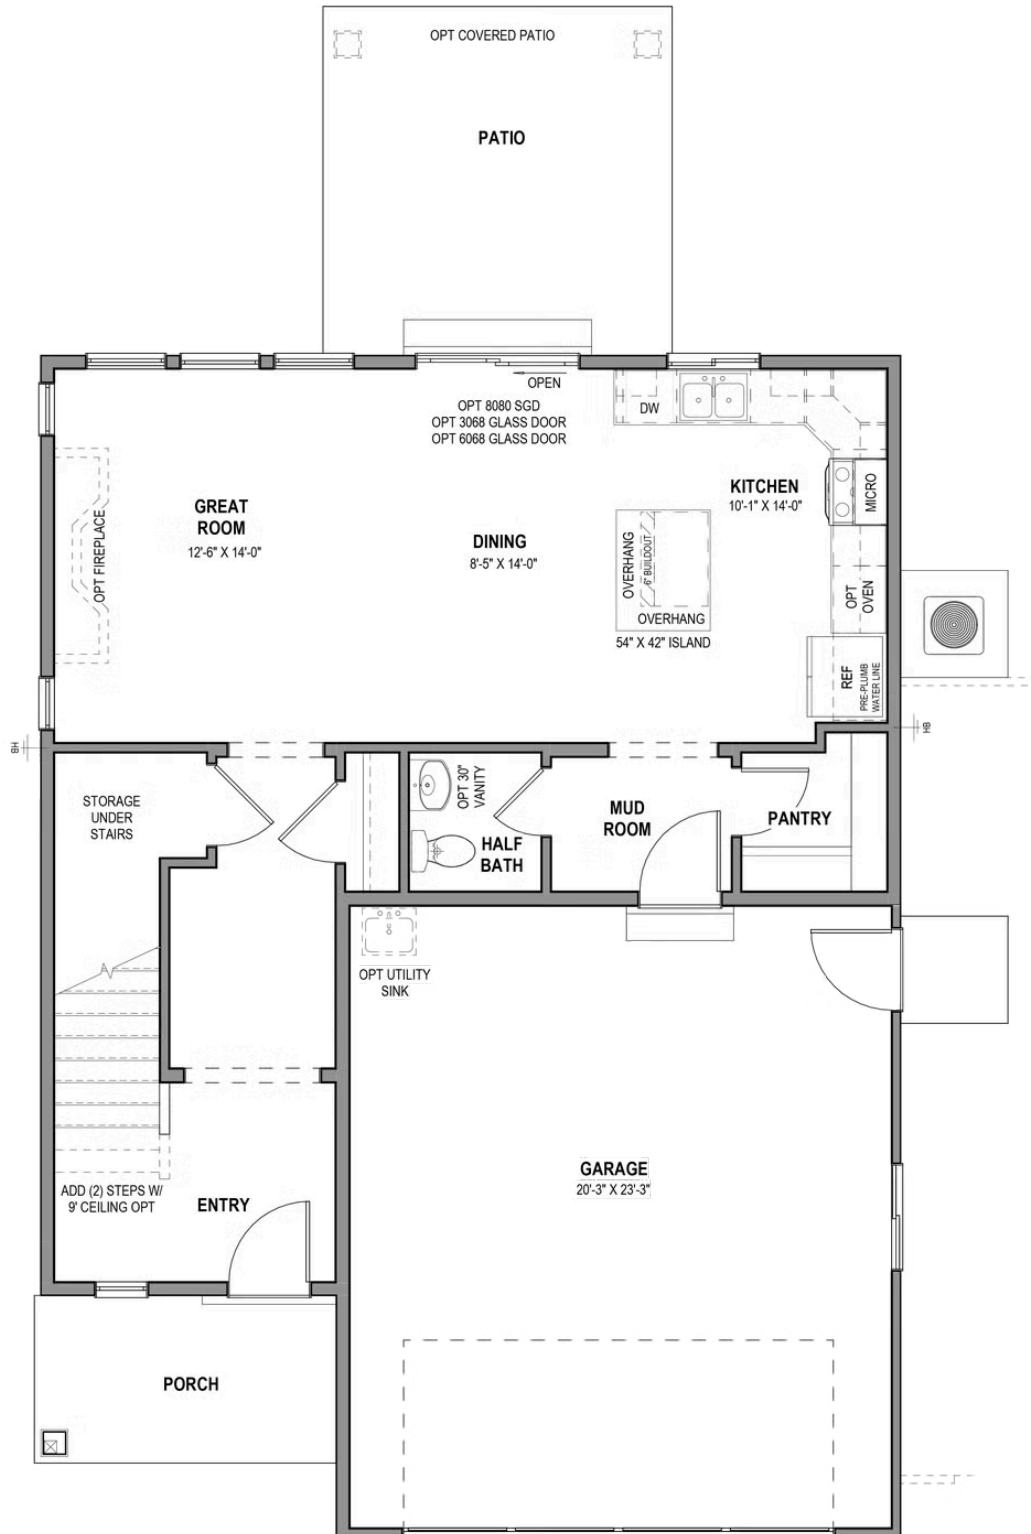 OPT COVERED PATIO
PATIO
OPEN
OPT 8080 SGD
OPT 3068 GLASS DOOR
OPT 6068 GLASS DOOR
DW
KITCHEN
10'-1" X 14'-0"
MICRO
GREAT
ROOM
12'-6" X 14'-0"
OPT FIREPLACE
DINING
8'-5" X 14'-0"
OVERHANG
6" BUILDOUT
OVERHANG
54" X 42" ISLAND
OPT
OVEN
REF
PRE-PLUMB
WATER LINE
HB
HB
STORAGE
UNDER
STAIRS
OPT 30"
VANITY
HALF
BATH
MUD
ROOM
PANTRY
OPT UTILITY
SINK
GARAGE
20'-3" X 23'-3"
ADD (2) STEPS W/
9' CEILING OPT
ENTRY
PORCH